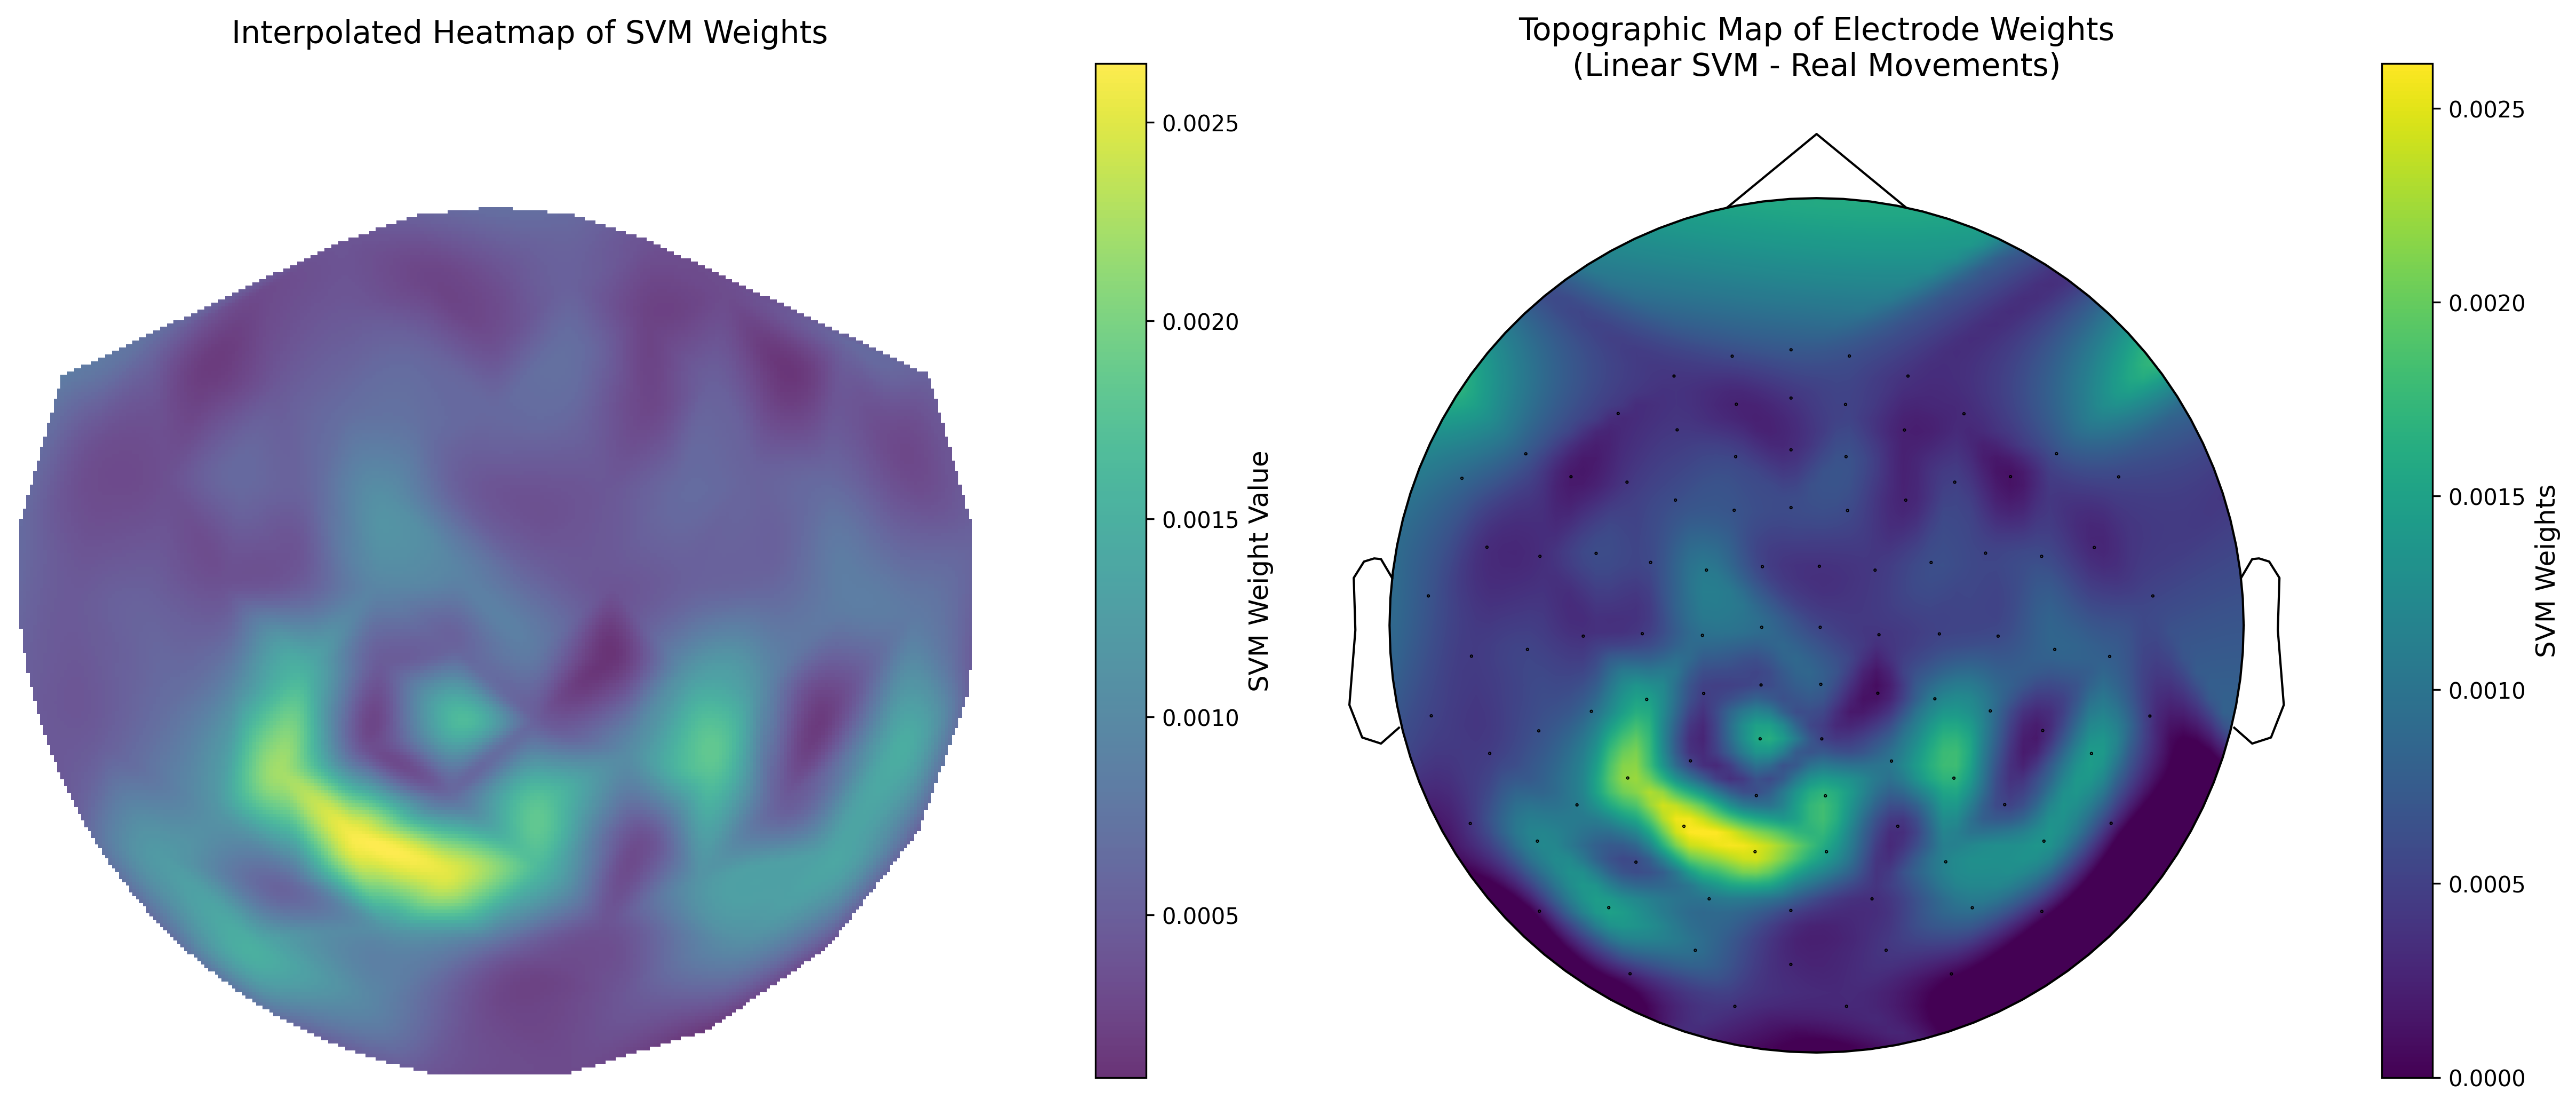 Interpolated Heatmap of SVM Weights
0.0025
0.0020
0.0015
0.0010
0.0005
SVM Weight Value
Topographic Map of Electrode Weights
(Linear SVM - Real Movements)
0.0025
0.0020
0.0015
0.0010
0.0005
0.0000
SVM Weights